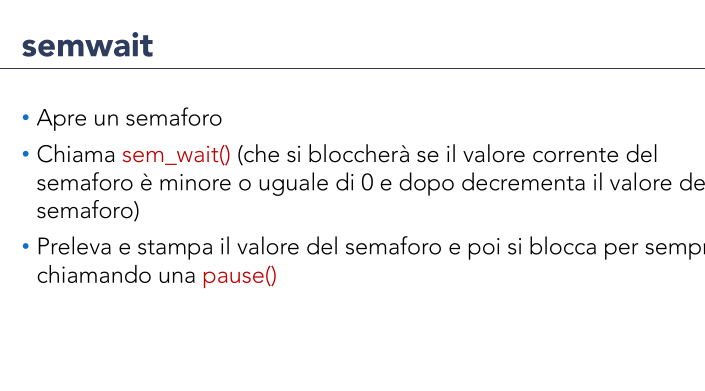 semwait
• Apre un semaforo
• Chiama sem_wait() (che si bloccherà se il valore corrente del
semaforo è minore o uguale di 0 e dopo decrementa il valore de
semaforo)
• Preleva e stampa il valore del semaforo e poi si blocca per sempr
chiamando una pause()